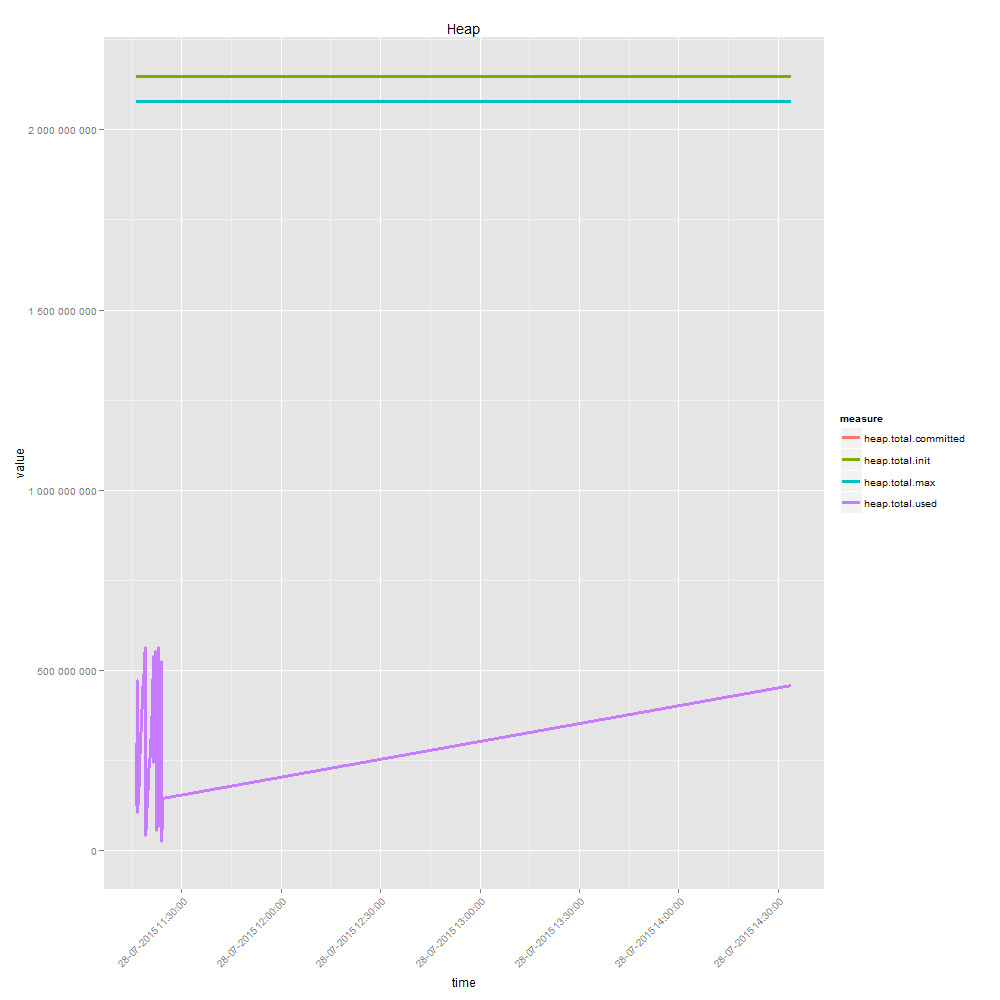 Heap
2 000 000 000
1 500 000 000
1 000 000 000
500 000 000
0
value
28-07-2015 11:30:00
28-07-2015 12:00:00
28-07-2015 12:30:00
28-07-2015 13:00:00
28-07-2015 13:30:00
28-07-2015 14:00:00
28-07-2015 14:30:00
time
measure
heap.total.committed
heap.total.init
heap.total.max
heap.total.used